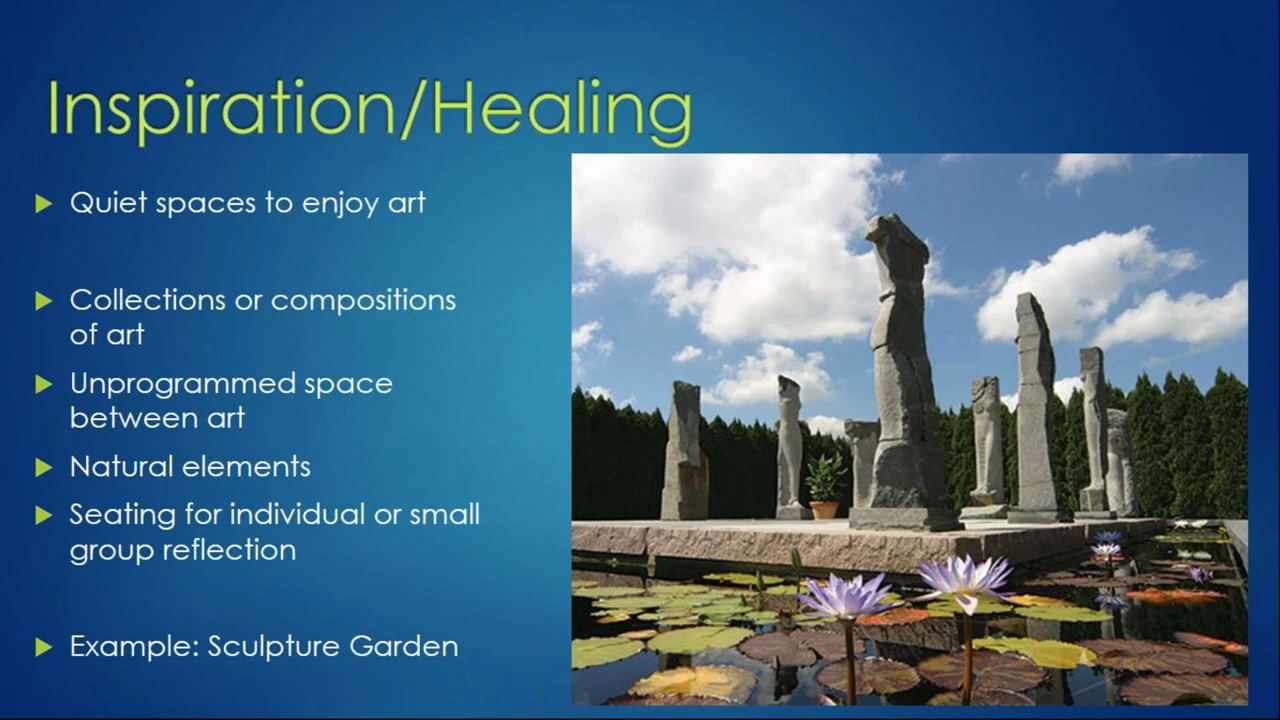 Inspiration/Healing
Quiet spaces to enjoy art
Collections or compositions
of art
Unprogrammed space
between art
Natural elements
Seating for individual or small
group reflection
Example: Sculpture Garden